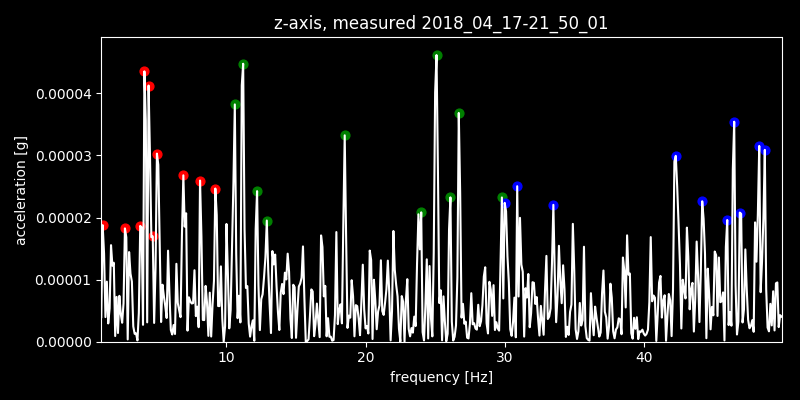 z-axis, measured 2018_04_17-21_50_01
acceleration [g]
0.00004
0.00003
0.00002
0.00001
0.00000
10 20 30 40
frequency [Hz]